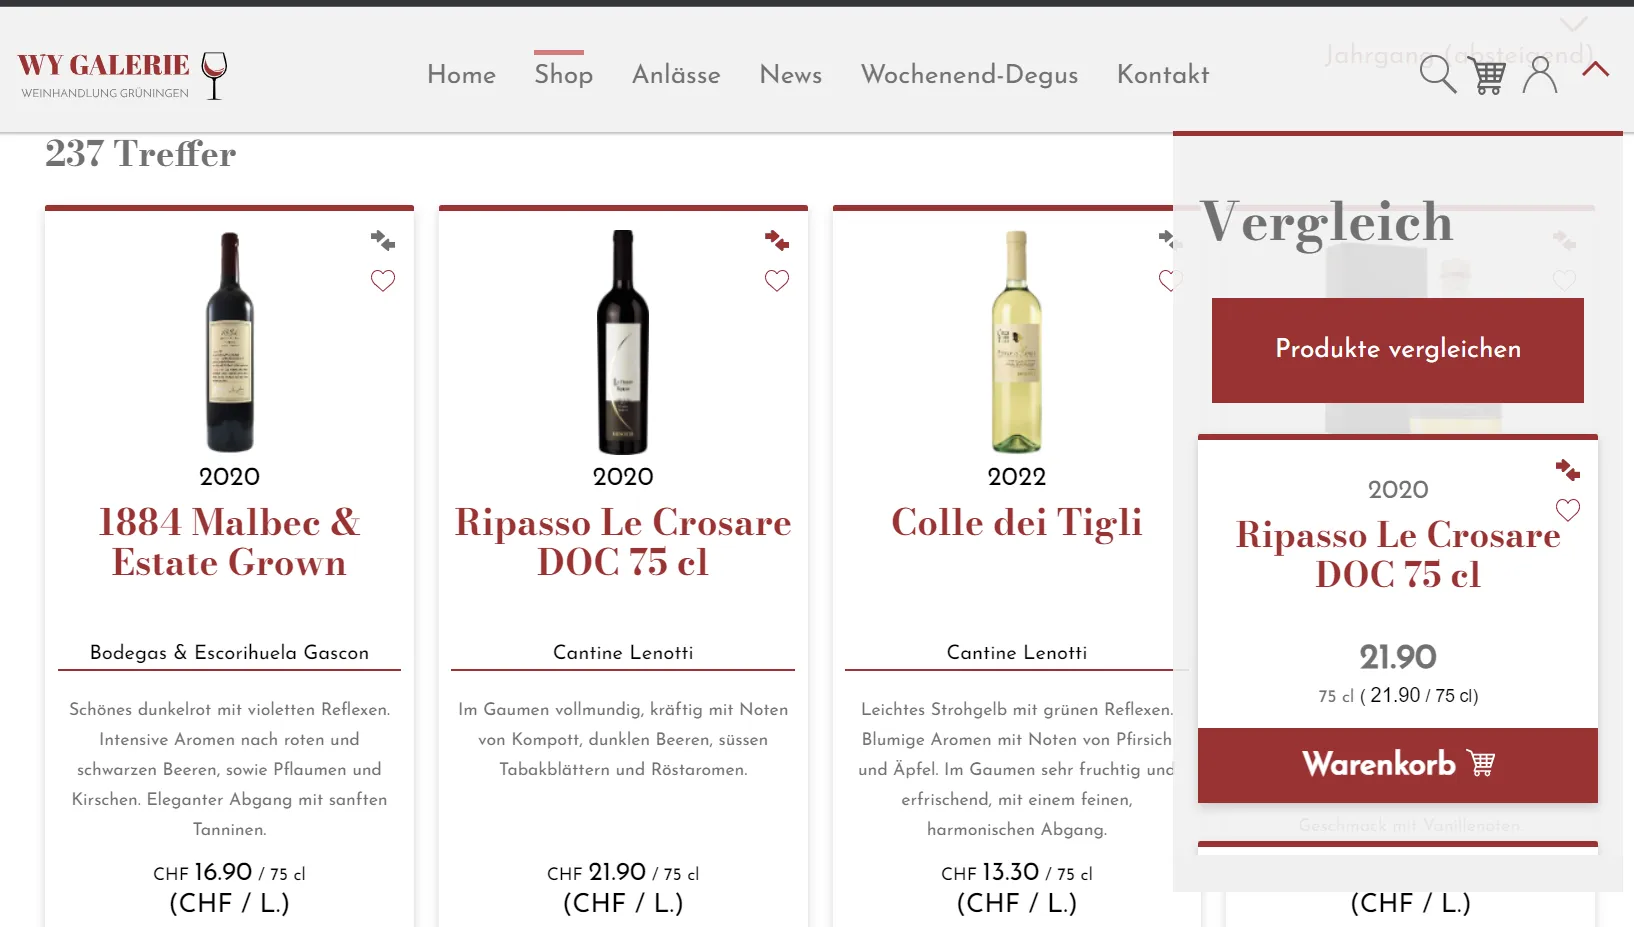 WY GALERIE
WEINHANDLUNG GRÜNINGEN
Home
Shop
Anlässe
News
Wochenend-Degus
Kontakt
Jahrgang (absteigend)
237 Treffer
2020
1884 Malbec &
Estate Grown
Bodegas & Escorihuela Gascon
Schönes dunkelrot mit violetten Reflexen.
Intensive Aromen nach roten und
schwarzen Beeren, sowie Pflaumen und
Kirschen. Eleganter Abgang mit sanften
Tanninen.
CHF 16.90 / 75 cl
(CHF / L.)
2020
Ripasso Le Crosare
DOC 75 cl
Cantine Lenotti
Im Gaumen vollmundig, kräftig mit Noten
von Kompott, dunklen Beeren, süssen
Tabakblättern und Röstaromen.
CHF 21.90 / 75 cl
(CHF / L.)
2022
Colle dei Tigli
Cantine Lenotti
Leichtes Strohgelb mit grünen Reflexen.
Blumige Aromen mit Noten von Pfirsich
und Äpfel. Im Gaumen sehr fruchtig und
erfrischend, mit einem feinen,
harmonischen Abgang.
CHF 13.30 / 75 cl
(CHF / L.)
Vergleich
Produkte vergleichen
2020
Ripasso Le Crosare
DOC 75 cl
21.90
75 cl ( 21.90 / 75 cl)
Warenkorb
Geschmack mit Vanillenoten
(CHF / L.)